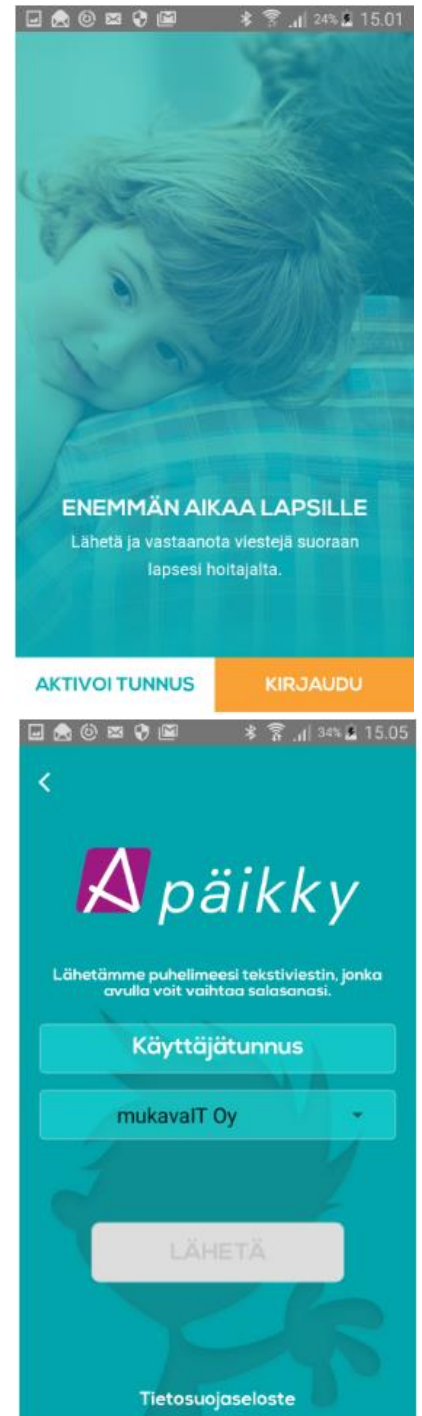 24% 15.01
ENEMMÄN AIKAA LAPSILLE
Lähetä ja vastaanota viestejä suoraan
lapsesi hoitajalta.
AKTIVOI TUNNUS KIRJAUDU
34% 15.05
päikky
Lähetämme puhelimeesi tekstiviestin, jonka
avulla voit vaihtaa salasanasi.
Käyttäjätunnus
mukavaIT Oy
LÄHETÄ
Tietosuojaseloste